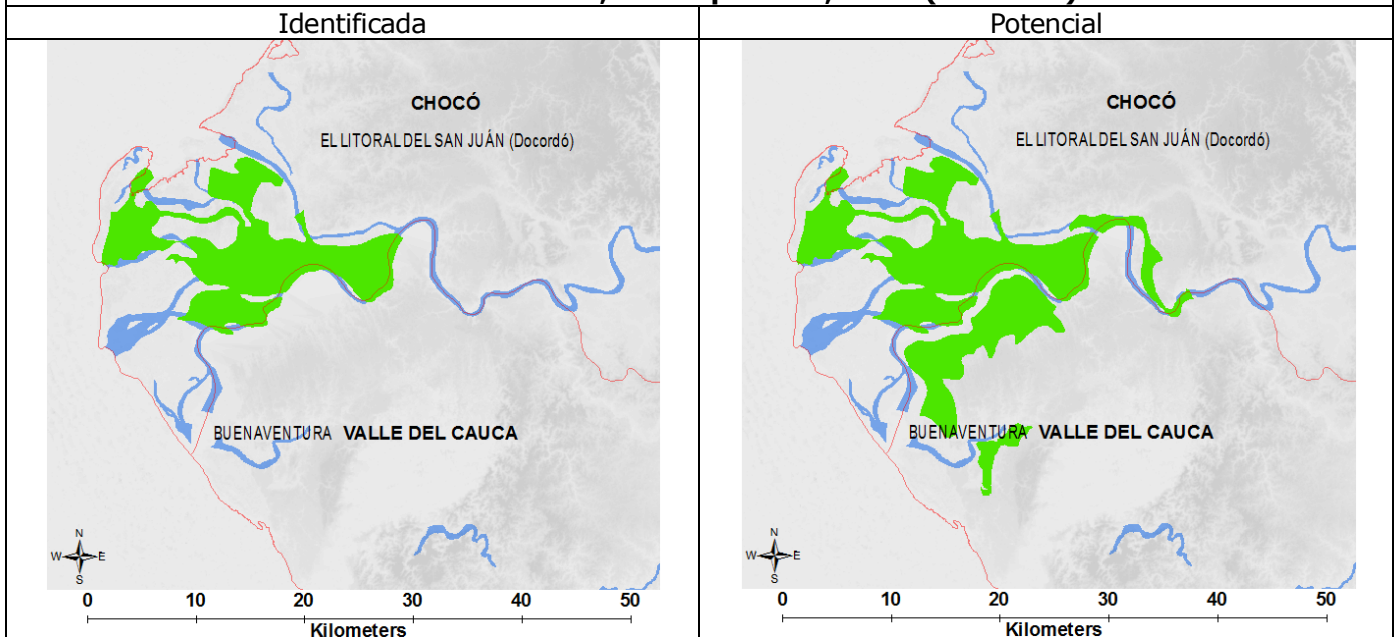 Identificada
Potencial
CHOCÓ
EL LITORAL DEL SAN JUÁN (Docordó)
BUENAVENTURA VALLE DEL CAUCA
N
W E
S
0 10 20 30 40 50
Kilometers
CHOCÓ
EL LITORAL DEL SAN JUÁN (Docordó)
BUENAVENTURA VALLE DEL CAUCA
N
W E
S
0 10 20 30 40 50
Kilometers